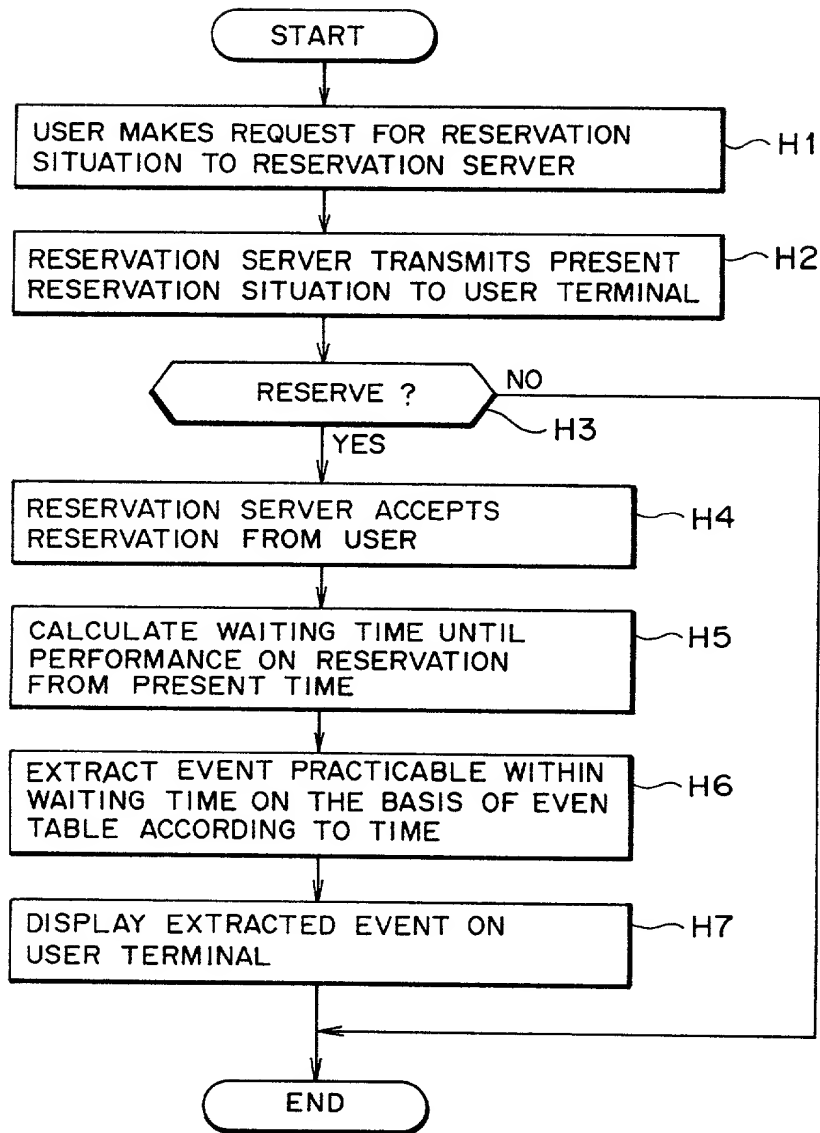 START
USER MAKES REQUEST FOR RESERVATION
SITUATION TO RESERVATION SERVER
H1
RESERVATION SERVER TRANSMITS PRESENT
RESERVATION SITUATION TO USER TERMINAL
H2
RESERVE ?
NO
H3
YES
RESERVATION SERVER ACCEPTS
RESERVATION FROM USER
H4
CALCULATE WAITING TIME UNTIL
PERFORMANCE ON RESERVATION
FROM PRESENT TIME
H5
EXTRACT EVENT PRACTICABLE WITHIN
WAITING TIME ON THE BASIS OF EVEN
TABLE ACCORDING TO TIME
H6
DISPLAY EXTRACTED EVENT ON
USER TERMINAL
H7
END